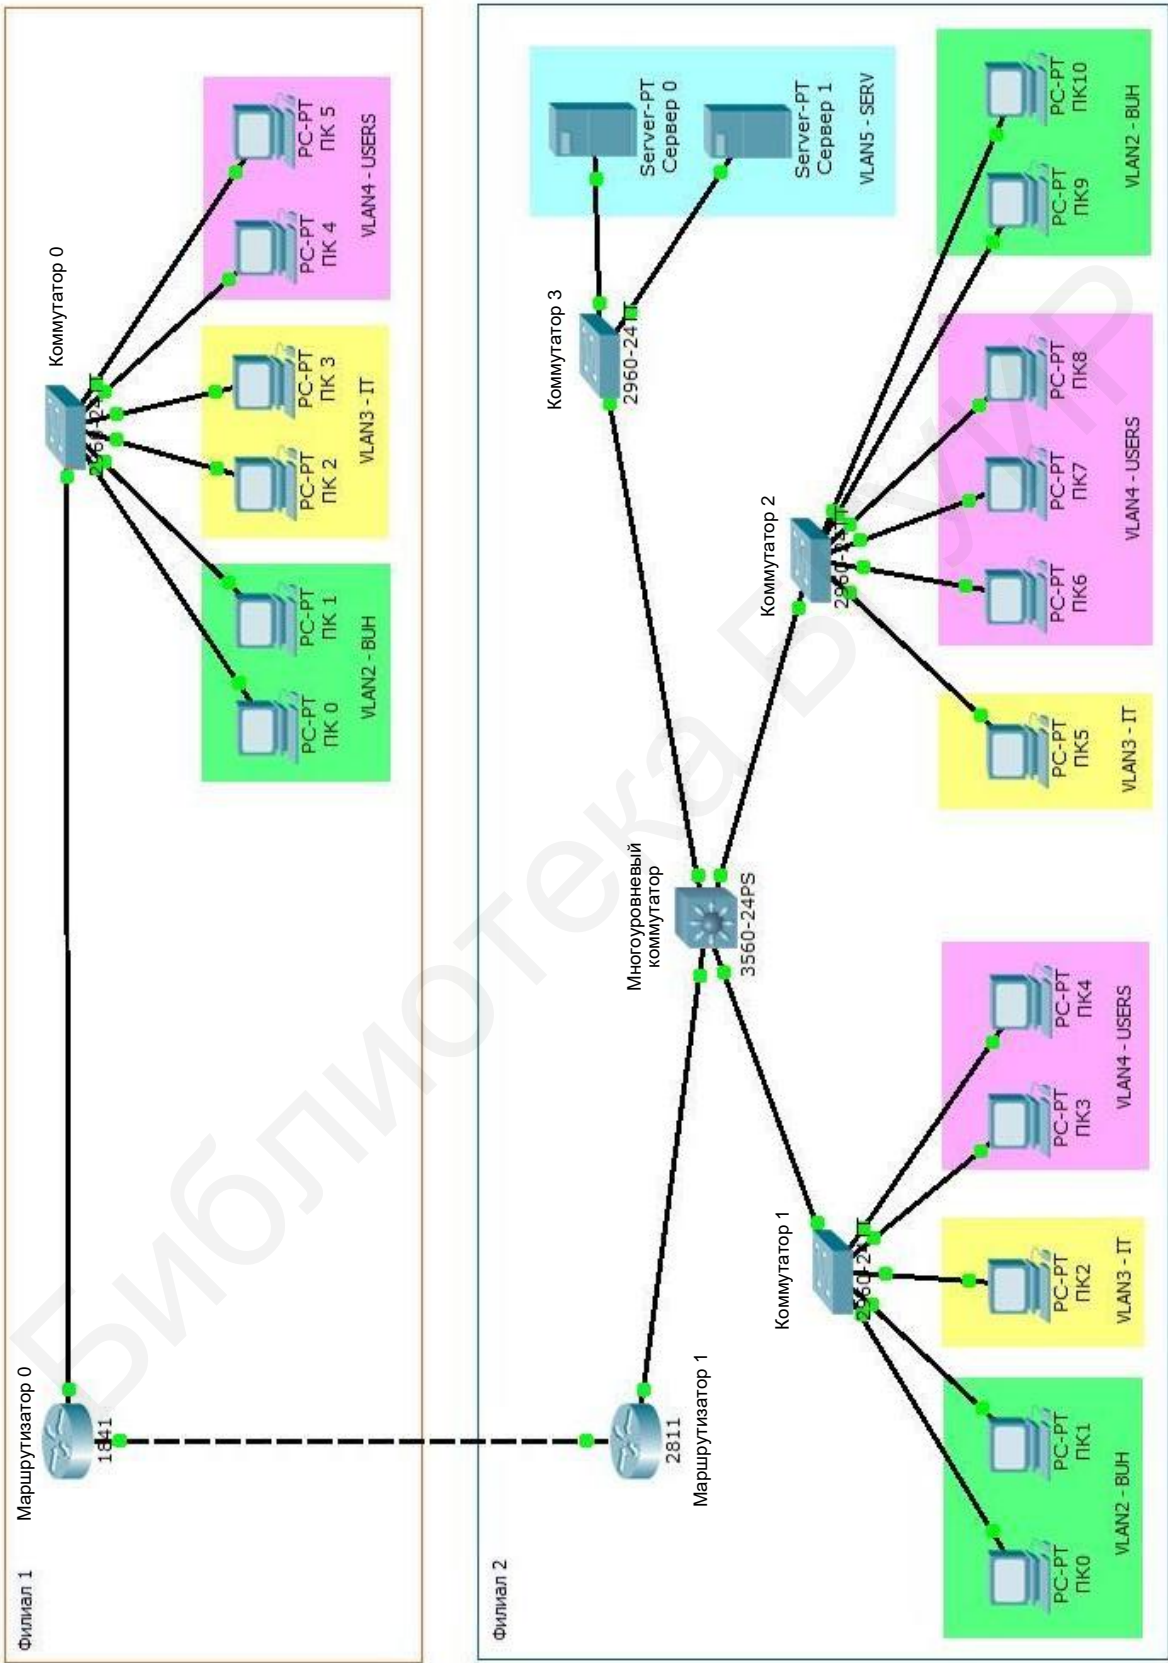 Филиал 1
Маршрутизатор 0
1841
Коммутатор 0
PC-PT
ПК 0
PC-PT
ПК 1
VLAN2 - BUH
PC-PT
ПК 2
PC-PT
ПК 3
VLAN3 - IT
PC-PT
ПК 4
PC-PT
ПК 5
VLAN4 - USERS
Филиал 2
2811
Маршрутизатор 1
Многоуровневый
коммутатор
3560-24PS
Коммутатор 3
2960-24TT
Server-PT
Сервер 0
Server-PT
Сервер 1
VLAN5 - SERV
Коммутатор 1
2960-24TT
PC-PT
ПК0
PC-PT
ПК1
VLAN2 - BUH
PC-PT
ПК2
VLAN3 - IT
PC-PT
ПК3
PC-PT
ПК4
VLAN4 - USERS
Коммутатор 2
PC-PT
ПК5
VLAN3 - IT
PC-PT
ПК6
PC-PT
ПК7
PC-PT
ПК8
VLAN4 - USERS
PC-PT
ПК9
PC-PT
ПК10
VLAN2 - BUH
Библиотека БГУИР